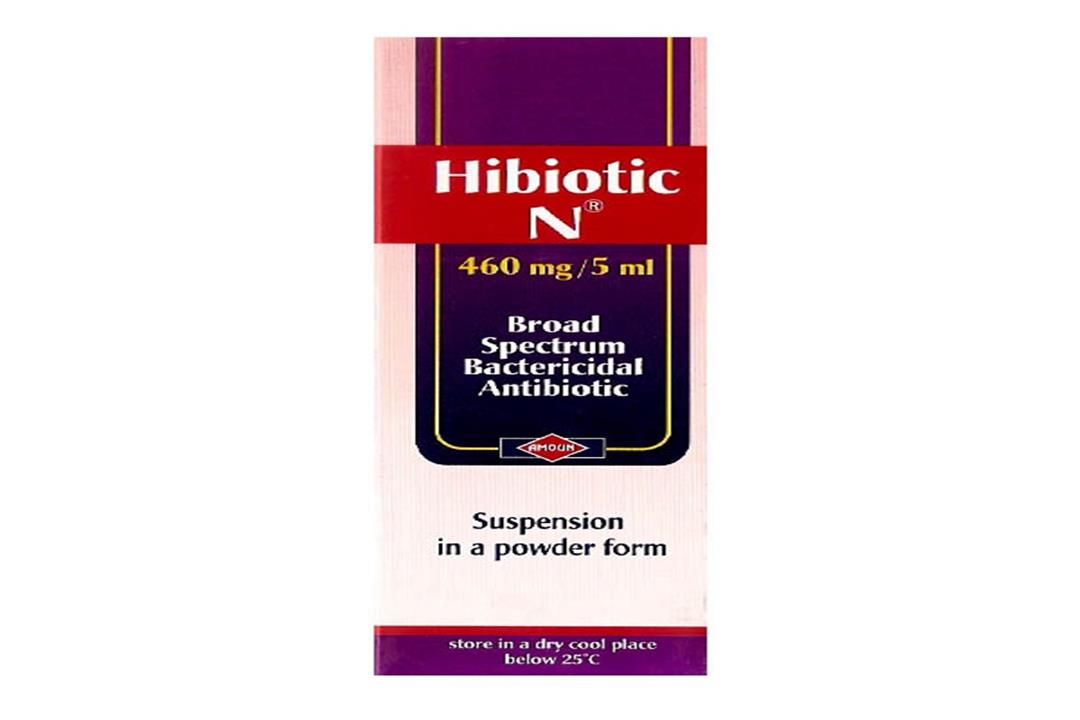 Hibiotic
N®
460 mg/5 ml
Broad
Spectrum
Bactericidal
Antibiotic
AMOUN
Suspension
in a powder form
store in a dry cool place
below 25°C